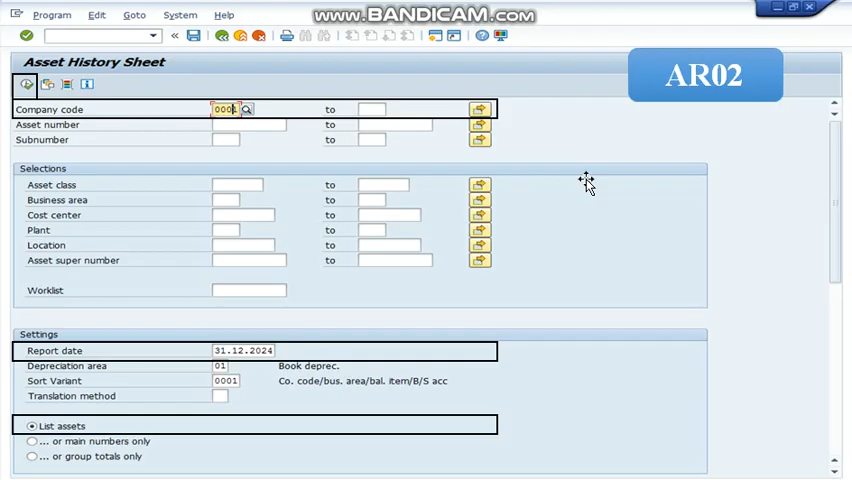 www.BANDICAM.com
Program Edit Goto System Help
Asset History Sheet
AR02
Company code 0001 to
Asset number to
Subnumber to
Selections
Asset class to
Business area to
Cost center to
Plant to
Location to
Asset super number to
Worklist
Settings
Report date 31.12.2024
Depreciation area 01 Book deprec.
Sort Variant 0001 Co. code/bus. area/bal. item/B/S acc
Translation method
List assets
... or main numbers only
... or group totals only